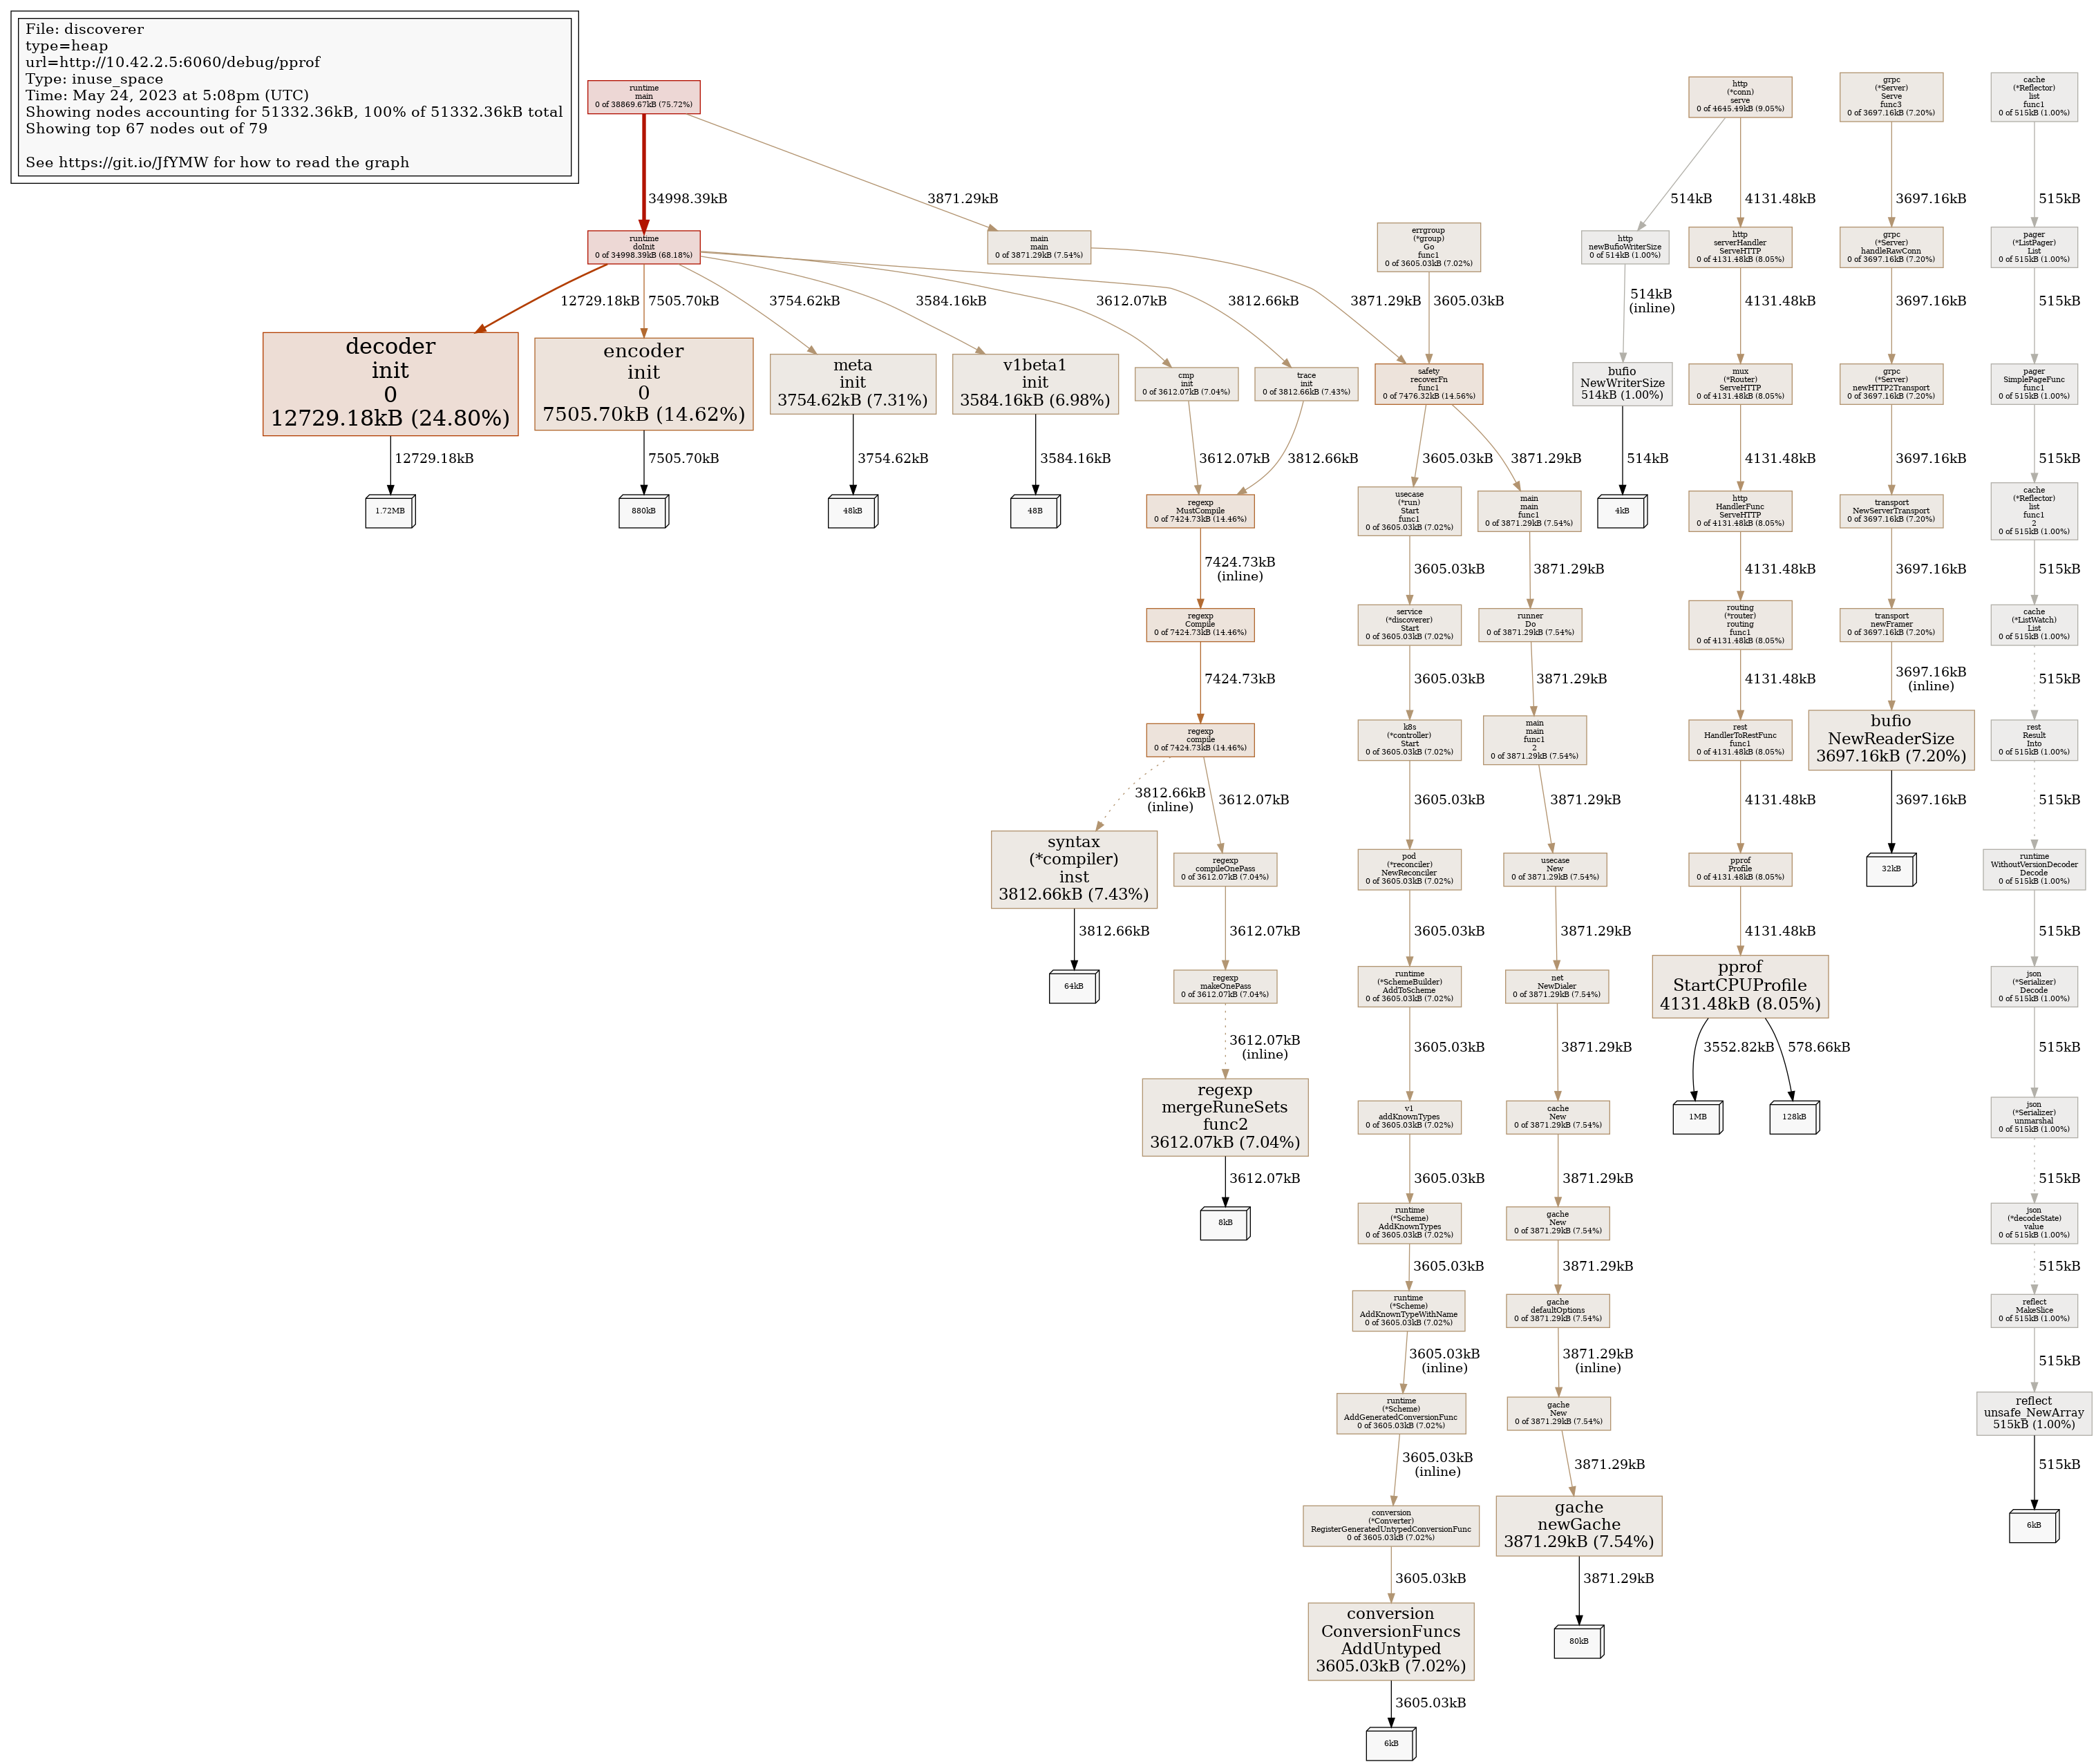 File: discoverer
type=heap
url=http://10.42.2.5:6060/debug/pprof
Type: inuse_space
Time: May 24, 2023 at 5:08pm (UTC)
Showing nodes accounting for 51332.36kB, 100% of 51332.36kB total
Showing top 67 nodes out of 79
See https://git.io/JfYMW for how to read the graph
runtime
main
0 of 38869.67kB (75.72%)
http
(*conn)
serve
0 of 4645.49kB (9.05%)
grpc
(*Server)
Serve
func3
0 of 3697.16kB (7.20%)
cache
(*Reflector)
list
func1
0 of 515kB (1.00%)
34998.39kB
3871.29kB
514kB
4131.48kB
3697.16kB
515kB
runtime
doInit
0 of 34998.39kB (68.18%)
main
main
0 of 3871.29kB (7.54%)
errgroup
(*group)
Go
func1
0 of 3605.03kB (7.02%)
http
newBufioWriterSize
0 of 514kB (1.00%)
http
serverHandler
ServeHTTP
0 of 4131.48kB (8.05%)
grpc
(*Server)
handleRawConn
0 of 3697.16kB (7.20%)
pager
(*ListPager)
List
0 of 515kB (1.00%)
12729.18kB
7505.70kB
3754.62kB
3584.16kB
3612.07kB
3812.66kB
3871.29kB
3605.03kB
514kB
(inline)
4131.48kB
3697.16kB
515kB
decoder
init
0
12729.18kB (24.80%)
encoder
init
0
7505.70kB (14.62%)
meta
init
3754.62kB (7.31%)
v1beta1
init
3584.16kB (6.98%)
cmp
init
0 of 3612.07kB (7.04%)
trace
init
0 of 3812.66kB (7.43%)
safety
recoverFn
func1
0 of 7476.32kB (14.56%)
bufio
NewWriterSize
514kB (1.00%)
mux
(*Router)
ServeHTTP
0 of 4131.48kB (8.05%)
grpc
(*Server)
newHTTP2Transport
0 of 3697.16kB (7.20%)
pager
SimplePageFunc
func1
0 of 515kB (1.00%)
12729.18kB
7505.70kB
3754.62kB
3584.16kB
3612.07kB
3812.66kB
3605.03kB
3871.29kB
514kB
4131.48kB
3697.16kB
515kB
1.72MB
880kB
48kB
48B
regexp
MustCompile
0 of 7424.73kB (14.46%)
usecase
(*run)
Start
func1
0 of 3605.03kB (7.02%)
main
main
func1
0 of 3871.29kB (7.54%)
4kB
http
HandlerFunc
ServeHTTP
0 of 4131.48kB (8.05%)
transport
NewServerTransport
0 of 3697.16kB (7.20%)
cache
(*Reflector)
list
func1
2
0 of 515kB (1.00%)
7424.73kB
(inline)
3605.03kB
3871.29kB
4131.48kB
3697.16kB
515kB
regexp
Compile
0 of 7424.73kB (14.46%)
service
(*discoverer)
Start
0 of 3605.03kB (7.02%)
runner
Do
0 of 3871.29kB (7.54%)
routing
(*router)
routing
func1
0 of 4131.48kB (8.05%)
transport
newFramer
0 of 3697.16kB (7.20%)
cache
(*ListWatch)
List
0 of 515kB (1.00%)
7424.73kB
3605.03kB
3871.29kB
4131.48kB
3697.16kB
(inline)
515kB
regexp
compile
0 of 7424.73kB (14.46%)
k8s
(*controller)
Start
0 of 3605.03kB (7.02%)
main
main
func1
2
0 of 3871.29kB (7.54%)
rest
HandlerToRestFunc
func1
0 of 4131.48kB (8.05%)
bufio
NewReaderSize
3697.16kB (7.20%)
rest
Result
Into
0 of 515kB (1.00%)
3812.66kB
(inline)
3612.07kB
3605.03kB
3871.29kB
4131.48kB
3697.16kB
515kB
syntax
(*compiler)
inst
3812.66kB (7.43%)
regexp
compileOnePass
0 of 3612.07kB (7.04%)
pod
(*reconciler)
NewReconciler
0 of 3605.03kB (7.02%)
usecase
New
0 of 3871.29kB (7.54%)
pprof
Profile
0 of 4131.48kB (8.05%)
32kB
runtime
WithoutVersionDecoder
Decode
0 of 515kB (1.00%)
3812.66kB
3612.07kB
3605.03kB
3871.29kB
4131.48kB
515kB
64kB
regexp
makeOnePass
0 of 3612.07kB (7.04%)
runtime
(*SchemeBuilder)
AddToScheme
0 of 3605.03kB (7.02%)
net
NewDialer
0 of 3871.29kB (7.54%)
pprof
StartCPUProfile
4131.48kB (8.05%)
json
(*Serializer)
Decode
0 of 515kB (1.00%)
3612.07kB
(inline)
3605.03kB
3871.29kB
3552.82kB
578.66kB
515kB
regexp
mergeRuneSets
func2
3612.07kB (7.04%)
v1
addKnownTypes
0 of 3605.03kB (7.02%)
cache
New
0 of 3871.29kB (7.54%)
1MB
128kB
json
(*Serializer)
unmarshal
0 of 515kB (1.00%)
3612.07kB
3605.03kB
3871.29kB
515kB
8kB
runtime
(*Scheme)
AddKnownTypes
0 of 3605.03kB (7.02%)
gache
New
0 of 3871.29kB (7.54%)
json
(*decodeState)
value
0 of 515kB (1.00%)
3605.03kB
3871.29kB
515kB
runtime
(*Scheme)
AddKnownTypeWithName
0 of 3605.03kB (7.02%)
gache
defaultOptions
0 of 3871.29kB (7.54%)
reflect
MakeSlice
0 of 515kB (1.00%)
3605.03kB
(inline)
3871.29kB
(inline)
515kB
runtime
(*Scheme)
AddGeneratedConversionFunc
0 of 3605.03kB (7.02%)
gache
New
0 of 3871.29kB (7.54%)
reflect
unsafe_NewArray
515kB (1.00%)
3605.03kB
(inline)
3871.29kB
515kB
conversion
(*Converter)
RegisterGeneratedUntypedConversionFunc
0 of 3605.03kB (7.02%)
gache
newGache
3871.29kB (7.54%)
6kB
3605.03kB
3871.29kB
conversion
ConversionFuncs
AddUntyped
3605.03kB (7.02%)
80kB
3605.03kB
6kB